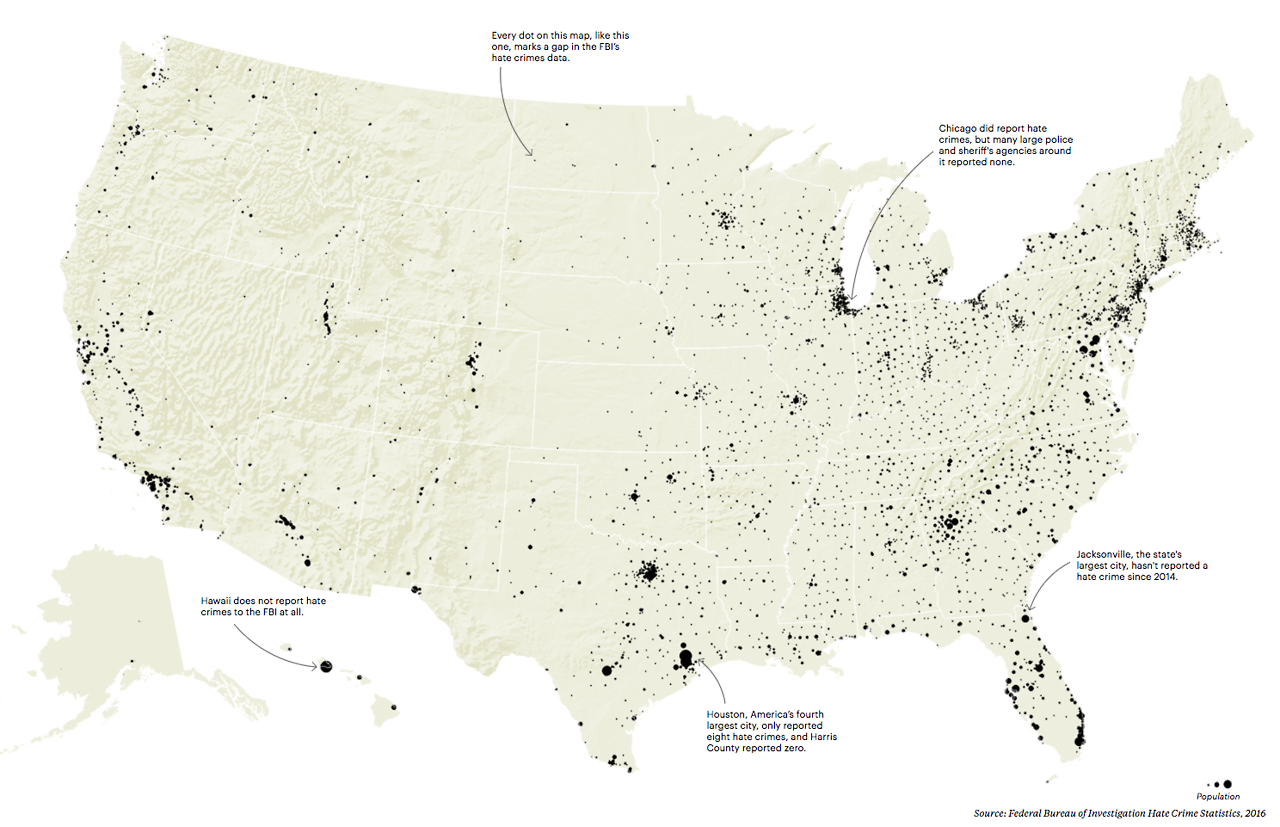 Every dot on this map, like this
one, marks a gap in the FBI's
hate crimes data.
Chicago did report hate
crimes, but many large police
and sheriff's agencies around
it reported none.
Jacksonville, the state's
largest city, hasn't reported a
hate crime since 2014.
Hawaii does not report hate
crimes to the FBI at all.
Houston, America's fourth
largest city, only reported
eight hate crimes, and Harris
County reported zero.
Population
Source: Federal Bureau of Investigation Hate Crime Statistics, 2016